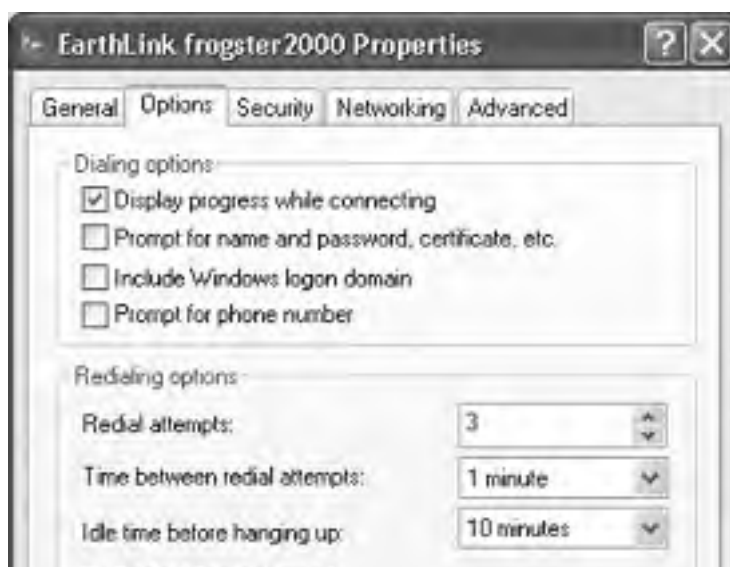 EarthLink frogster2000 Properties
General Options Security Networking Advanced
Dialing options
Display progress while connecting
Prompt for name and password, certificate, etc.
Include Windows logon domain
Prompt for phone number
Redialing options
Redial attempts: 3
Time between redial attempts: 1 minute
Idle time before hanging up: 10 minutes